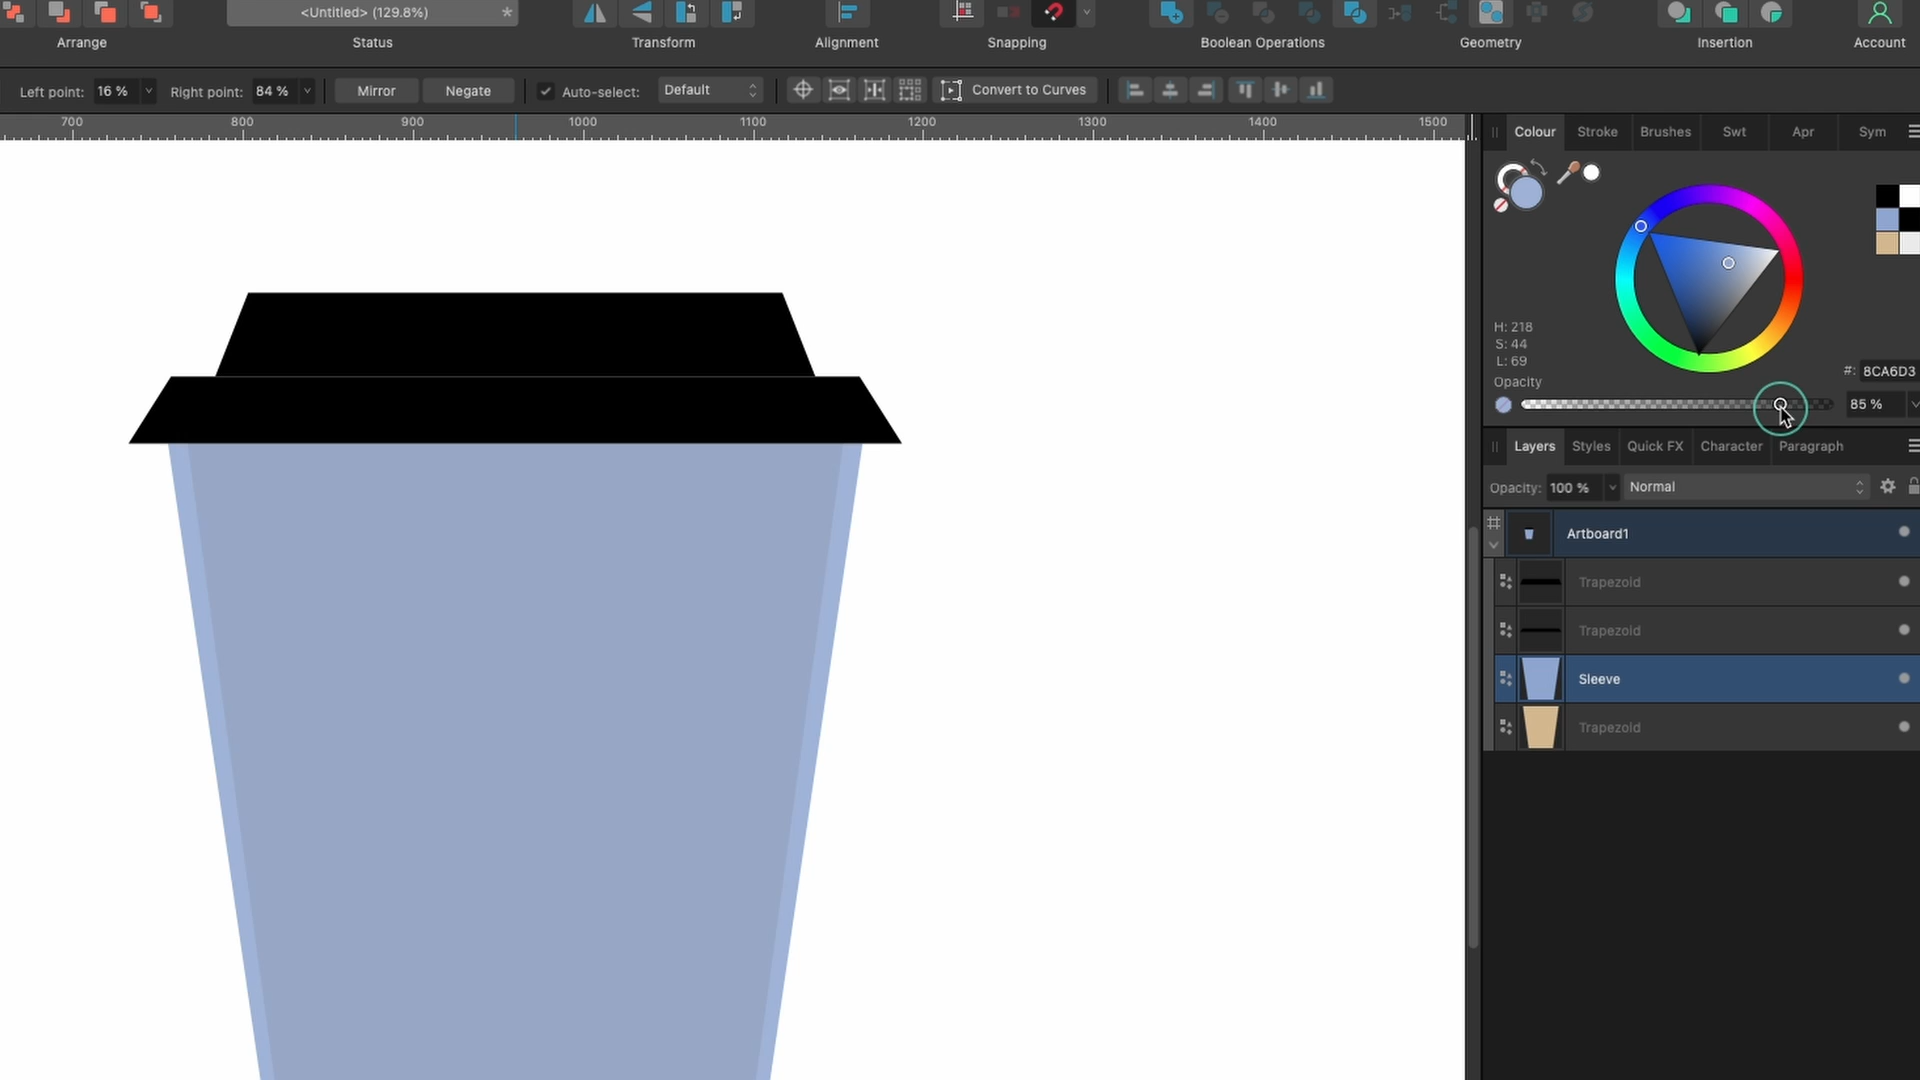 <Untitled> (129.8%) *
Arrange Status Transform Alignment Snapping Boolean Operations Geometry Insertion Account
Left point: 16 % Right point: 84 % Mirror Negate Auto-select: Default Convert to Curves
700 800 900 1000 1100 1200 1300 1400 1500
Colour Stroke Brushes Swt Apr Sym
H: 218
S: 44
L: 69
#: 8CA6D3
Opacity
85 %
Layers Styles Quick FX Character Paragraph
Opacity: 100 % Normal
Artboard1
Trapezoid
Trapezoid
Sleeve
Trapezoid